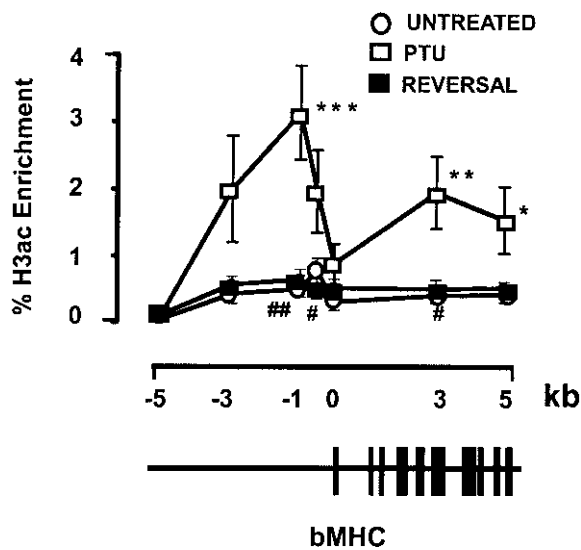 UNTREATED
PTU
REVERSAL
% H3ac Enrichment
4
3
2
1
0
***
**
*
## # #
-5 -3 -1 0 3 5 kb
bMHC